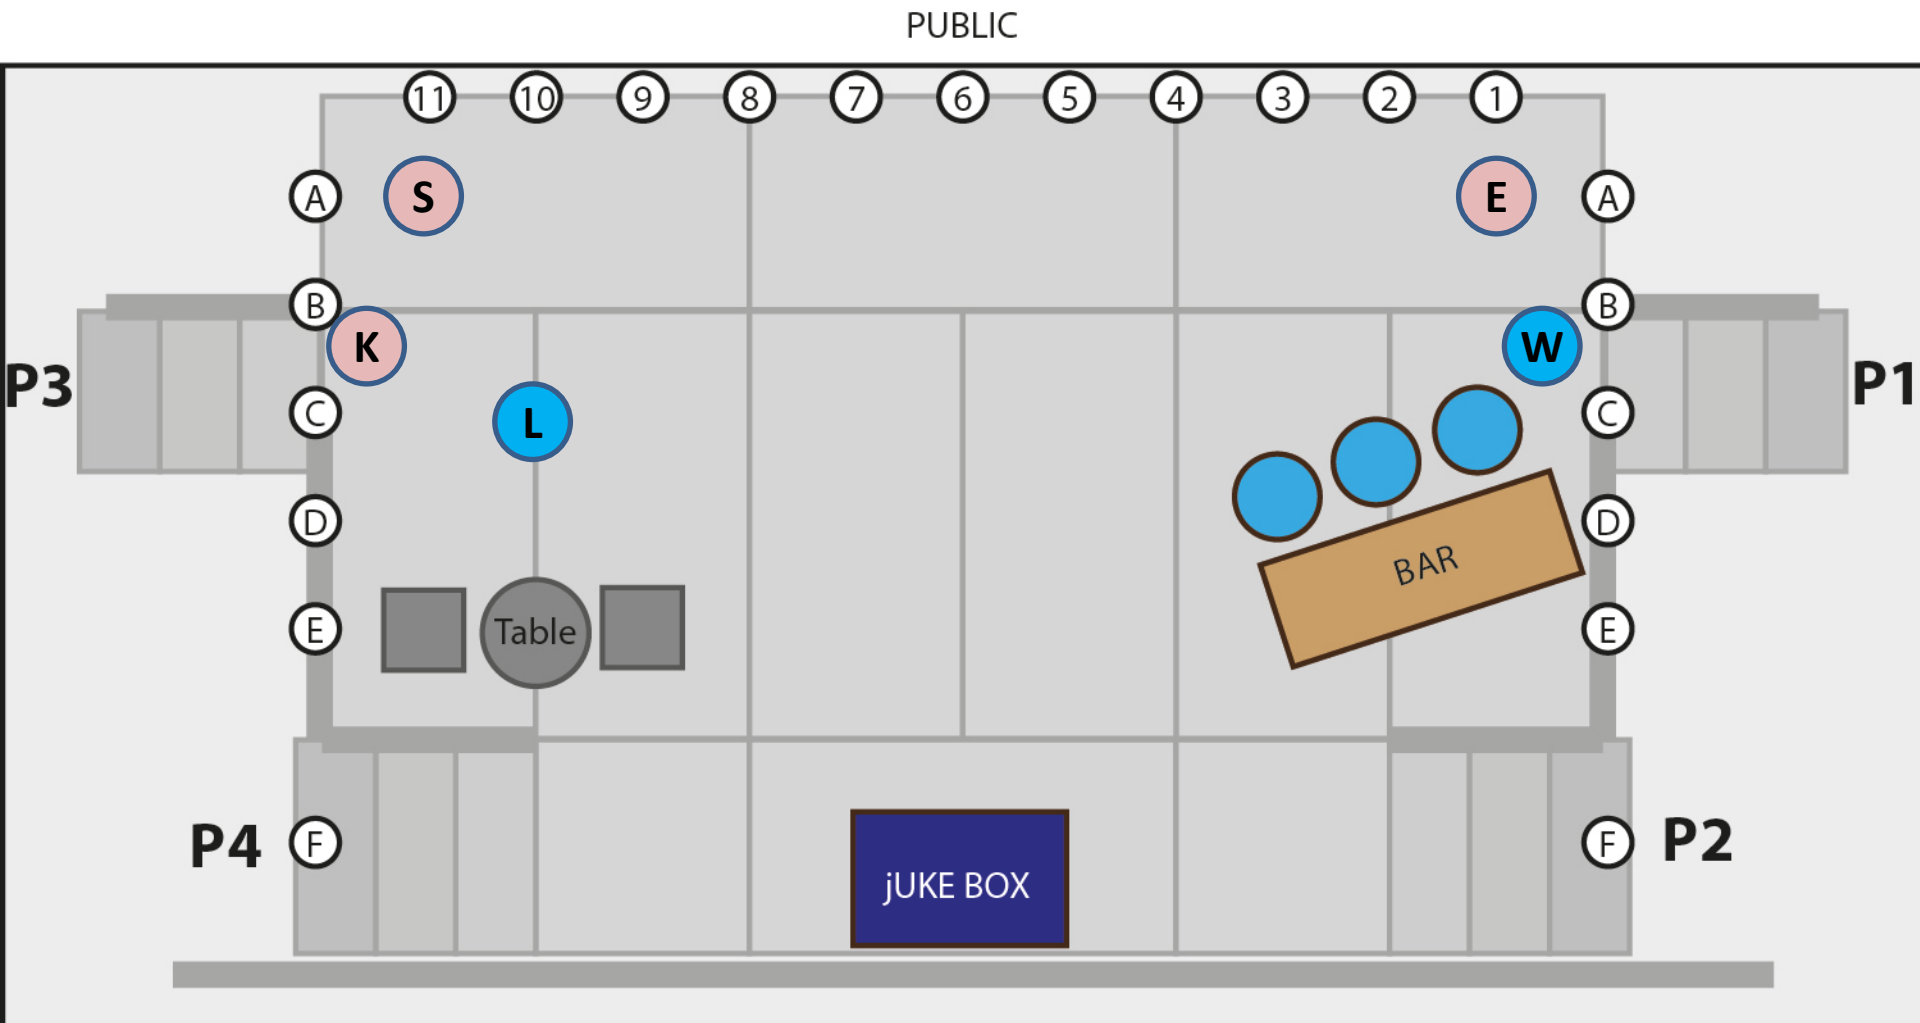 PUBLIC
11 10 9 8 7 6 5 4 3 2 1
A S E A
B B
K W
P3 P1
C L C
D D
BAR
E Table E
P4 F F P2
jUKE BOX